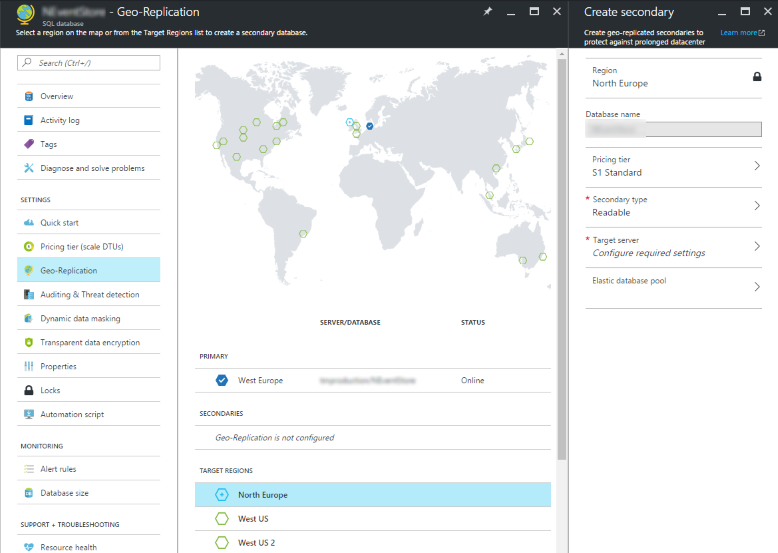 - Geo-Replication
SQL database
Select a region on the map or from the Target Regions list to create a secondary database.
Search (Ctrl+/)
Overview
Activity log
Tags
Diagnose and solve problems
SETTINGS
Quick start
Pricing tier (scale DTUs)
Geo-Replication
Auditing & Threat detection
Dynamic data masking
Transparent data encryption
Properties
Locks
Automation script
MONITORING
Alert rules
Database size
SUPPORT + TROUBLESHOOTING
Resource health
SERVER/DATABASE STATUS
PRIMARY
West Europe Online
SECONDARIES
Geo-Replication is not configured
TARGET REGIONS
North Europe
West US
West US 2
Create secondary
Create geo-replicated secondaries to
protect against prolonged datacenter
Learn more
Region
North Europe
Database name
Pricing tier
S1 Standard
* Secondary type
Readable
* Target server
Configure required settings
Elastic database pool